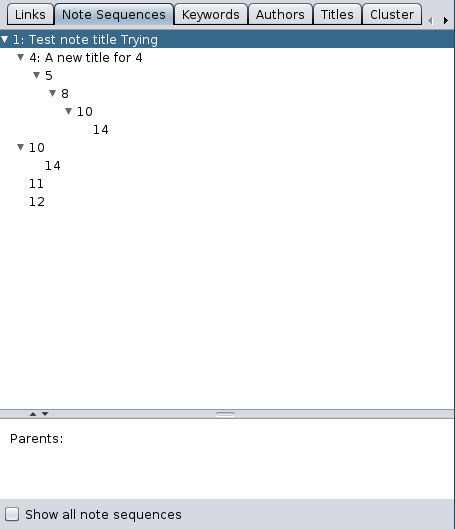 Links Note Sequences Keywords Authors Titles Cluster
1: Test note title Trying
4: A new title for 4
5
8
10
14
10
14
11
12
Parents:
Show all note sequences